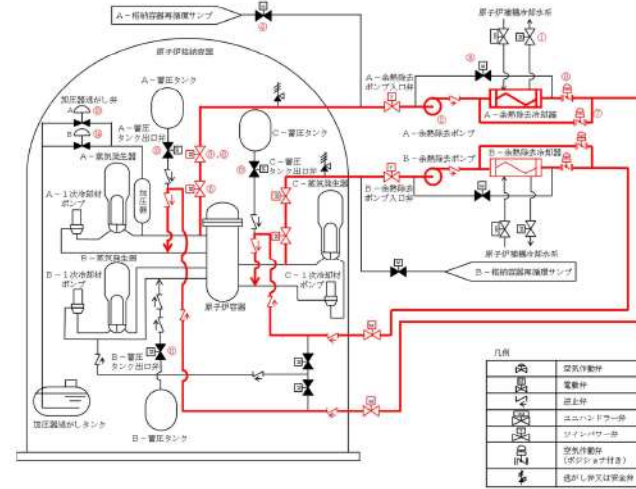 A-格納容器再循環サンプ
原子炉補機冷却水系
原子炉格納容器
A-蓄圧タンク
A-余熱除去
ポンプ入口弁
A-余熱除去冷却器
A-余熱除去ポンプ
加圧器逃がし弁
A
B
A-蓄圧
タンク出口弁
C-蓄圧タンク
A-蒸気発生器
C-蓄圧
タンク出口弁
C-蒸気発生器
B-余熱除去冷却器
B-余熱除去
ポンプ入口弁
B-余熱除去ポンプ
A-1次冷却材
ポンプ
加圧器
B-蒸気発生器
原子炉補機冷却水系
B-格納容器再循環サンプ
B-1次冷却材
ポンプ
原子炉容器
C-1次冷却材
ポンプ
B-蓄圧
タンク出口弁
加圧器逃がしタンク
B-蓄圧タンク
凡例
空気作動弁
電動弁
逆止弁
ユニハンドラー弁
ツインパワー弁
空気作動弁
(ポジショナ付き)
逃がし弁又は安全弁